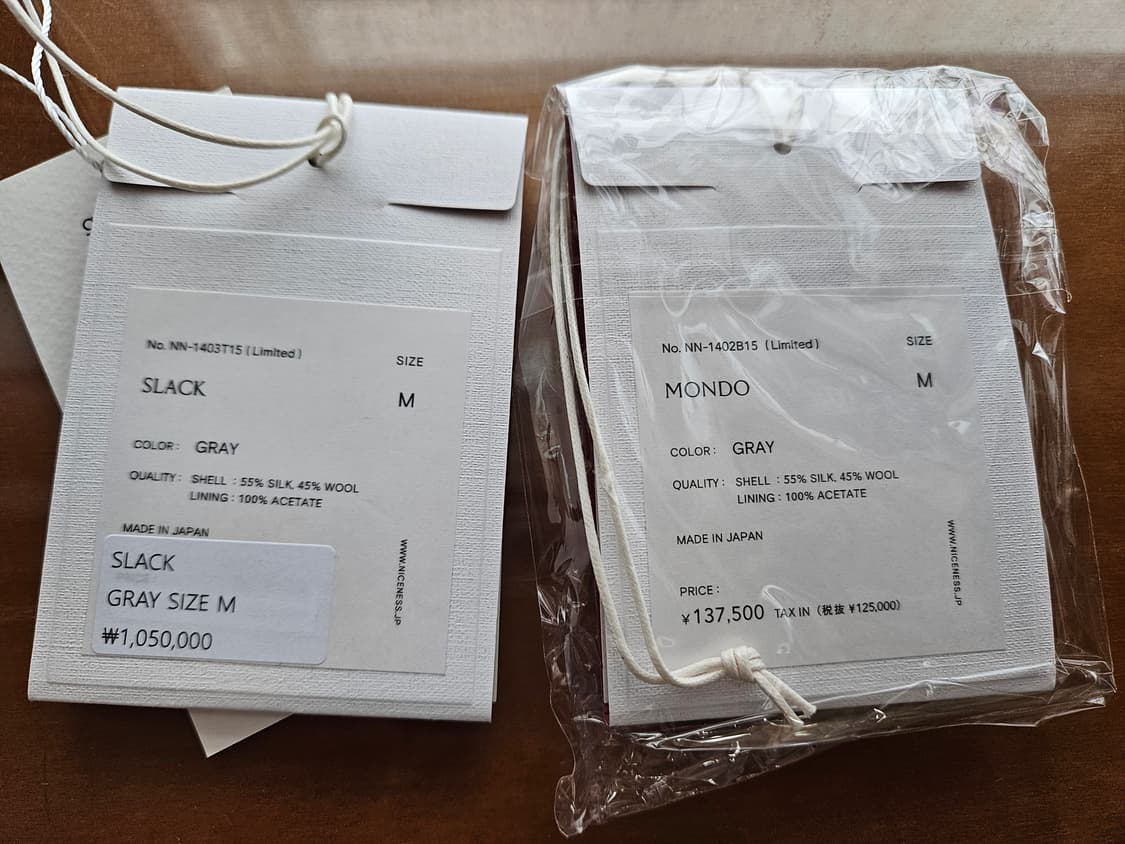 No. NN-1403T15 (Limited)
SIZE
SLACK
M
COLOR : GRAY
QUALITY : SHELL : 55% SILK, 45% WOOL
LINING : 100% ACETATE
MADE IN JAPAN
WWW.NICENESS.JP
SLACK
PRICE :
GRAY SIZE M
₩1,050,000
No. NN-1402B15 (Limited)
SIZE
MONDO
M
COLOR : GRAY
QUALITY : SHELL : 55% SILK, 45% WOOL
LINING : 100% ACETATE
MADE IN JAPAN
WWW.NICENESS.JP
PRICE :
¥137,500 TAX IN (税抜 ¥125,000)